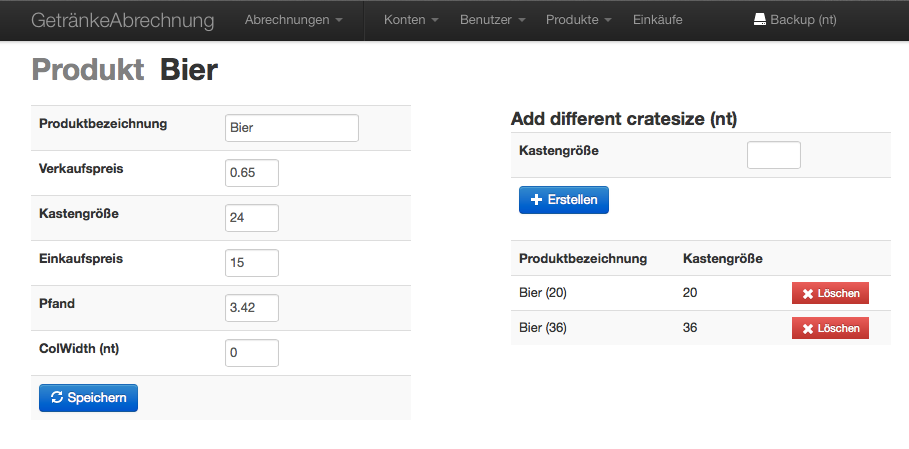 GetränkeAbrechnung Abrechnungen Konten Benutzer Produkte Einkäufe Backup (nt)
Produkt Bier
Produktbezeichnung Bier
Verkaufspreis 0.65
Kastengröße 24
Einkaufspreis 15
Pfand 3.42
ColWidth (nt) 0
Speichern
Add different cratesize (nt)
Kastengröße
Erstellen
Produktbezeichnung Kastengröße
Bier (20) 20 Löschen
Bier (36) 36 Löschen